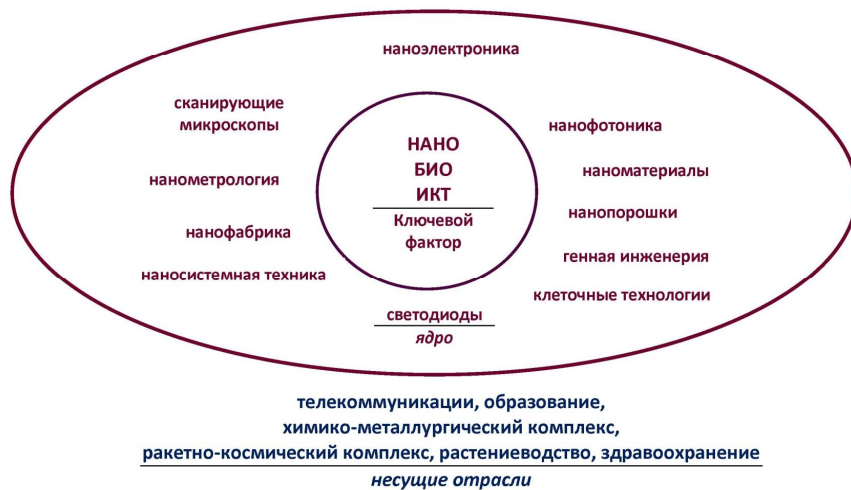 наноэлектроника
сканирующие
микроскопы
нанометрология
нанофабрика
наносистемная техника
НАНО
БИО
ИКТ
Ключевой
фактор
нанофотоника
наноматериалы
нанопорошки
генная инженерия
клеточные технологии
светодиоды
ядро
телекоммуникации, образование,
химико-металлургический комплекс,
ракетно-космический комплекс, растениеводство, здравоохранение
несущие отрасли